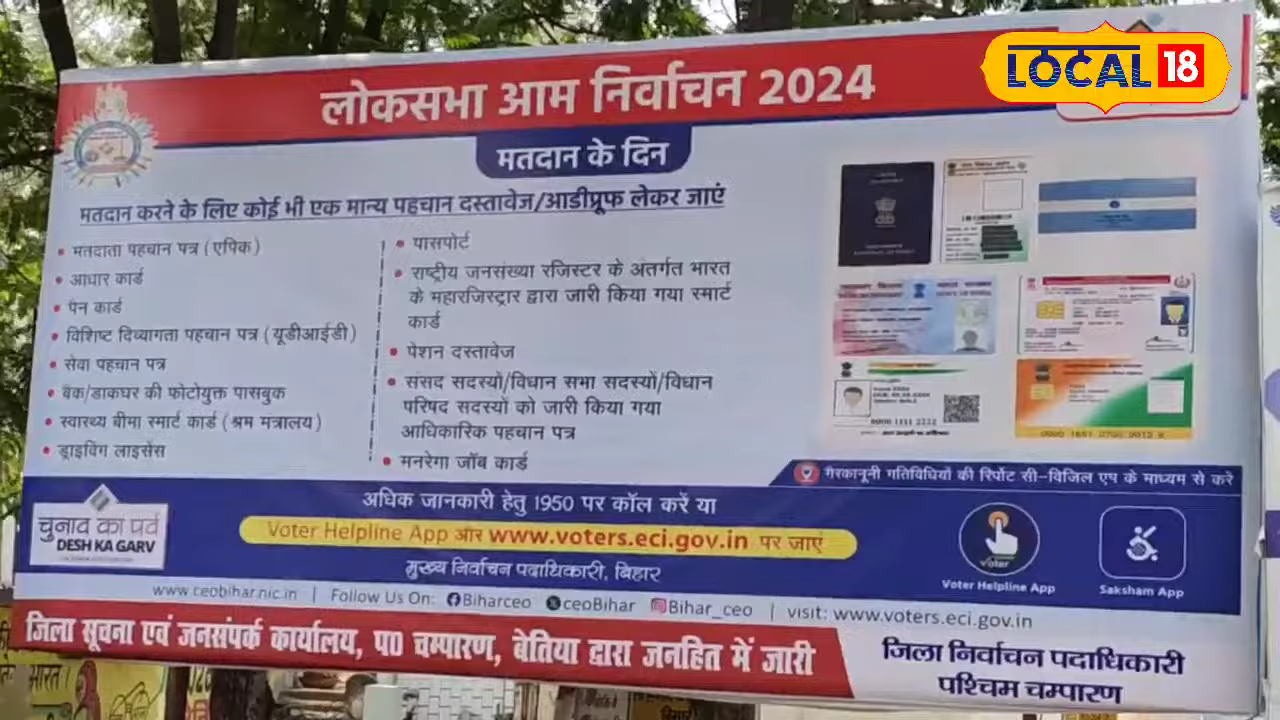 LOCAL 18
लोकसभा आम निर्वाचन 2024
मतदान के दिन
मतदान करने के लिए कोई भी एक मान्य पहचान दस्तावेज/आडीप्रूफ लेकर जाएं
• मतदाता पहचान पत्र (एपिक)
• आधार कार्ड
• पेन कार्ड
• विशिष्ट दिव्यागता पहचान पत्र (यूडीआईडी)
• सेवा पहचान पत्र
• बैंक/डाकघर की फोटोयुक्त पासबुक
• स्वास्थ्य बीमा स्मार्ट कार्ड (श्रम मत्रालय)
• ड्राइविंग लाइसेंस
• पासपोर्ट
• राष्ट्रीय जनसंख्या रजिस्टर के अंतर्गत भारत
के महारजिस्ट्रार द्वारा जारी किया गया स्मार्ट
कार्ड
• पेशन दस्तावेज
• संसद सदस्यों/विधान सभा सदस्यों/विधान
परिषद सदस्यों को जारी किया गया
आधिकारिक पहचान पत्र
• मनरेगा जॉब कार्ड
गैरकानूनी गतिविधियों की रिर्पोट सी-विजिल एप के माध्यम से करें
अधिक जानकारी हेतु 1950 पर कॉल करें या
Voter Helpline App और www.voters.eci.gov.in पर जाएं
मुख्य निर्वाचन पदाधिकारी, बिहार
चुनाव का पर्व
DESH KA GARV
Voter Helpline App
Saksham App
www.ceobihar.nic.in | Follow Us On: Biharceo ceoBihar Bihar_ceo | visit: www.voters.eci.gov.in
जिला सूचना एवं जनसंपर्क कार्यालय, प0 चम्पारण, बेतिया द्वारा जनहित में जारी
जिला निर्वाचन पदाधिकारी
पश्चिम चम्पारण